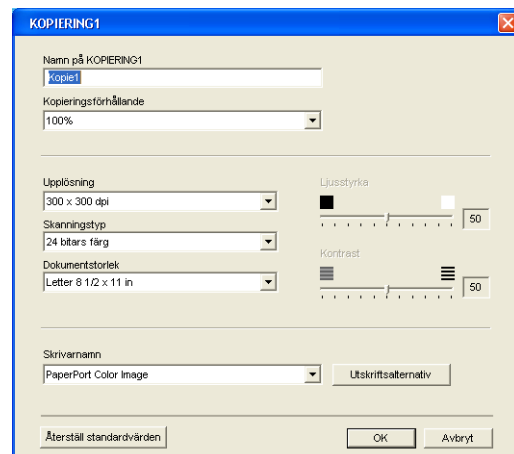 KOPIERING1
Namn på KOPIERING1
Kopie1
Kopieringsförhållande
100%
Upplösning
300 x 300 dpi
Skanningstyp
24 bitars färg
Dokumentstorlek
Letter 8 1/2 x 11 in
Ljusstyrka
50
Kontrast
50
Skrivarnamn
PaperPort Color Image
Utskriftsalternativ
Återställ standardvärden
OK
Avbryt